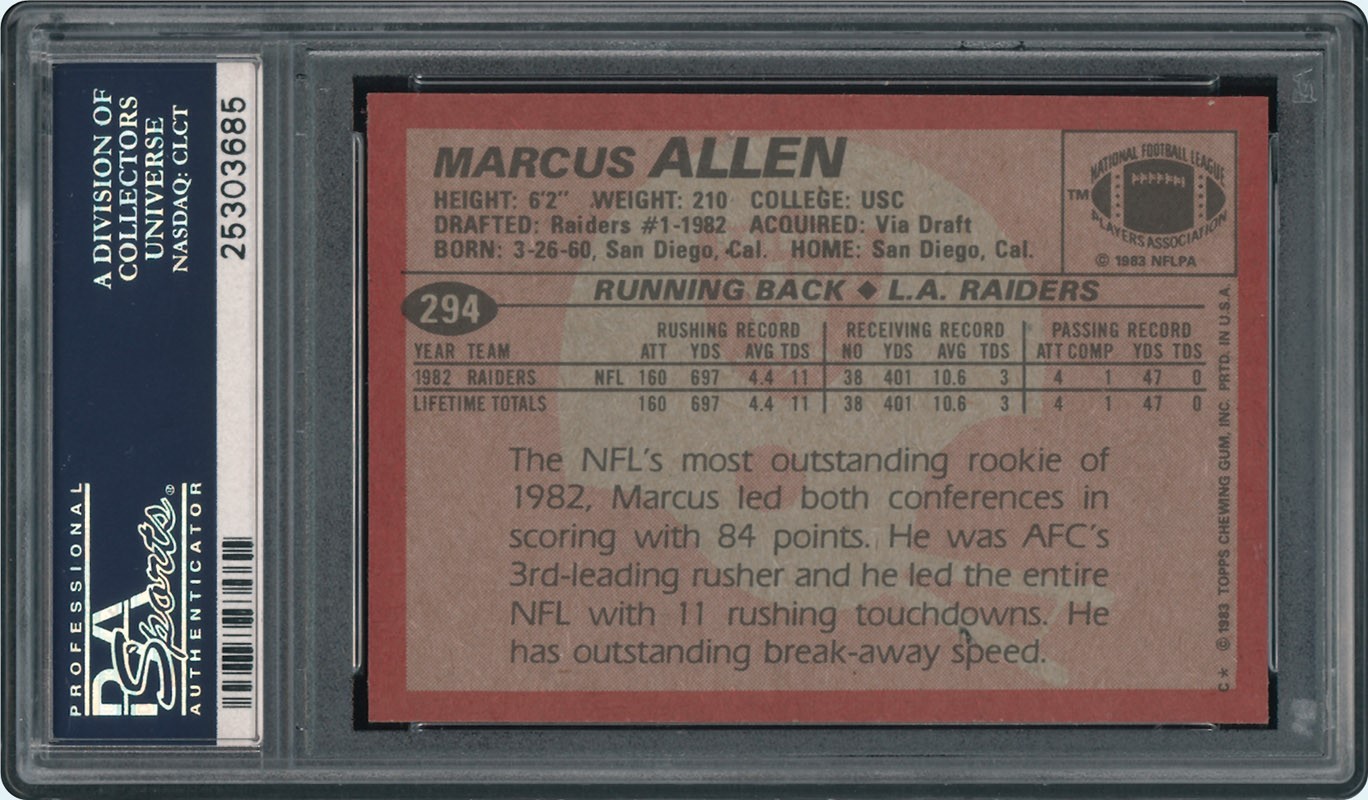 A DIVISION OF
COLLECTORS
UNIVERSE
NASDAQ: CLCT
25303685
PROFESSIONAL
PSA
Sports®
AUTHENTICATOR
MARCUS ALLEN
HEIGHT: 6'2" WEIGHT: 210 COLLEGE: USC
DRAFTED: Raiders #1-1982 ACQUIRED: Via Draft
BORN: 3-26-60, San Diego, Cal. HOME: San Diego, Cal.
NATIONAL FOOTBALL LEAGUE
TM
PLAYERS ASSOCIATION
© 1983 NFLPA
294
RUNNING BACK ◆ L.A. RAIDERS
RUSHING RECORD RECEIVING RECORD PASSING RECORD
YEAR TEAM ATT YDS AVG TDS NO YDS AVG TDS ATT COMP YDS TDS
1982 RAIDERS NFL 160 697 4.4 11 38 401 10.6 3 4 1 47 0
LIFETIME TOTALS 160 697 4.4 11 38 401 10.6 3 4 1 47 0
The NFL's most outstanding rookie of
1982, Marcus led both conferences in
scoring with 84 points. He was AFC's
3rd-leading rusher and he led the entire
NFL with 11 rushing touchdowns. He
has outstanding break-away speed.
C* © 1983 TOPPS CHEWING GUM, INC. PRTD. IN U.S.A.